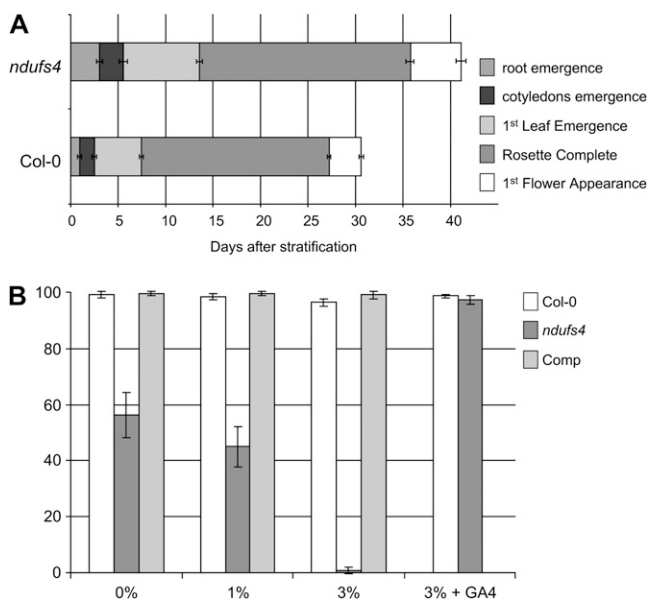 A
ndufs4
Col-0
0 5 10 15 20 25 30 35 40
Days after stratification
root emergence
cotyledons emergence
1st Leaf Emergence
Rosette Complete
1st Flower Appearance
B
100
80
60
40
20
0
0% 1% 3% 3% + GA4
Col-0
ndufs4
Comp